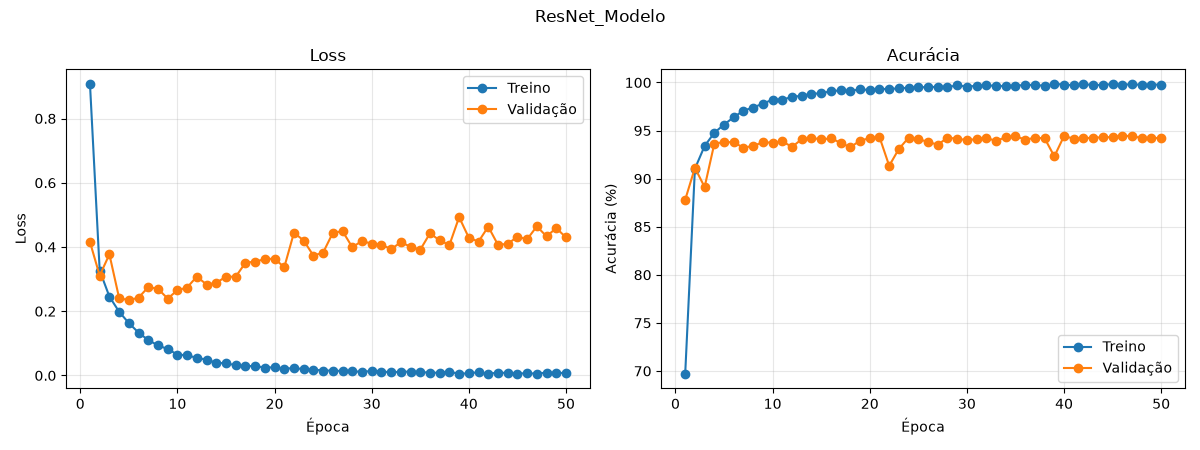 ResNet_Modelo
Loss
Treino
Validação
0.8
0.6
0.4
0.2
0.0
Loss
0 10 20 30 40 50
Época
Acurácia
100
95
90
85
80
75
70
Acurácia (%)
Treino
Validação
0 10 20 30 40 50
Época